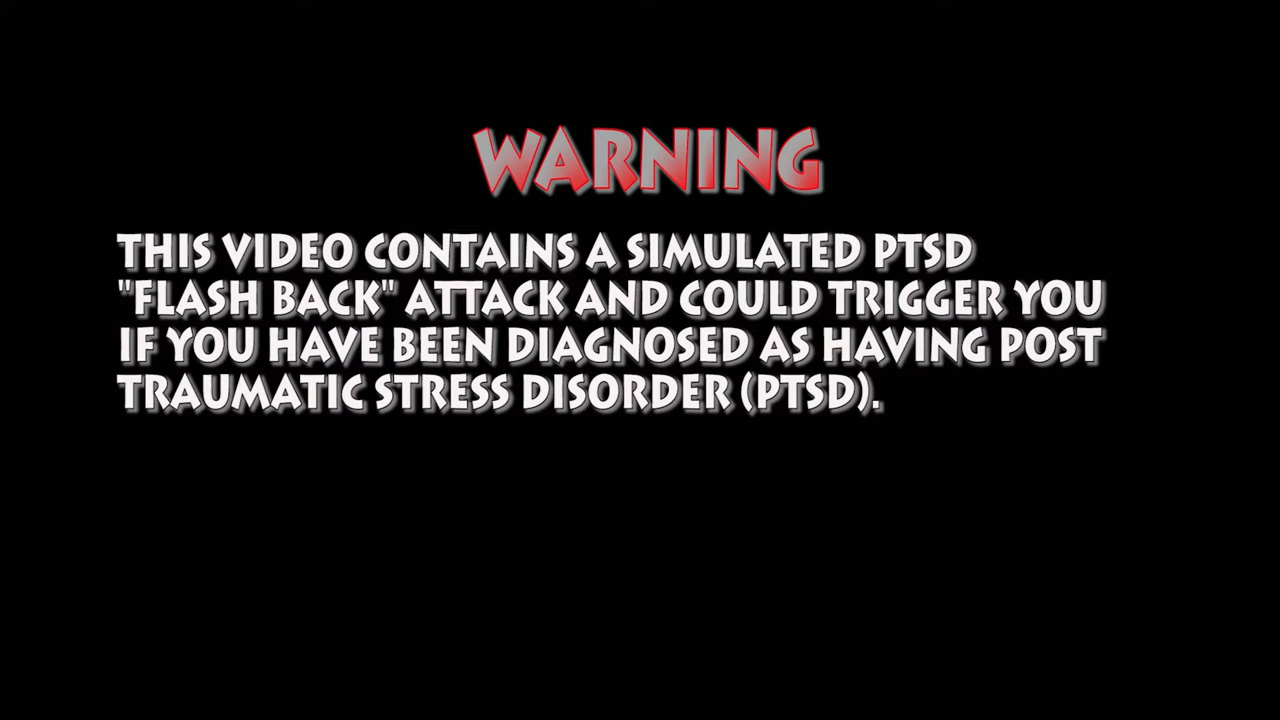 WARNING
THIS VIDEO CONTAINS A SIMULATED PTSD
"FLASH BACK" ATTACK AND COULD TRIGGER YOU
IF YOU HAVE BEEN DIAGNOSED AS HAVING POST
TRAUMATIC STRESS DISORDER (PTSD).